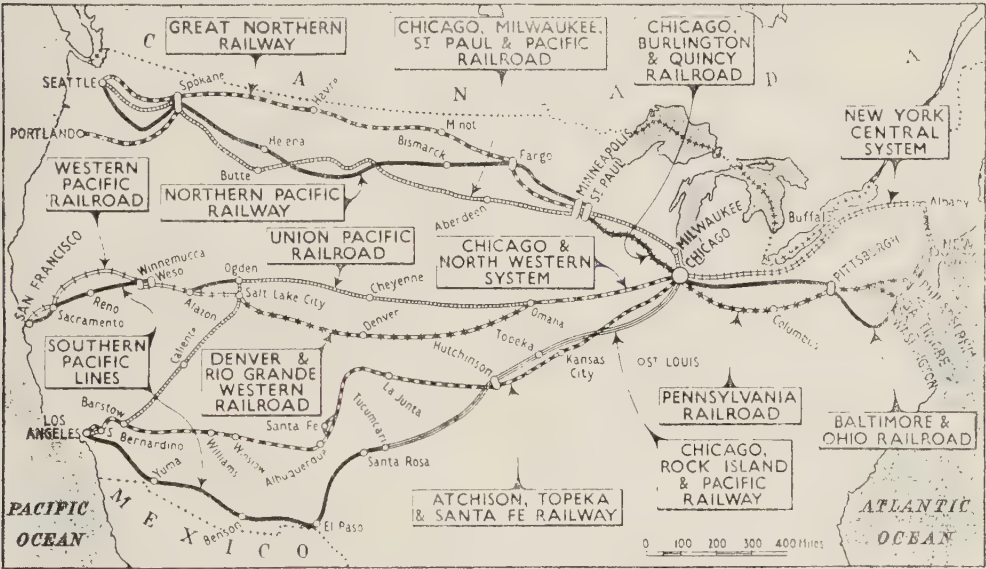 C A N A D A
GREAT NORTHERN
RAILWAY
CHICAGO, MILWAUKEE,
ST PAUL & PACIFIC
RAILROAD
CHICAGO,
BURLINGTON
& QUINCY
RAILROAD
NEW YORK
CENTRAL
SYSTEM
SEATTLE
Spokane
Havre
Minot
PORTLAND
Helena
Bismarck
Fargo
MINNEAPOLIS
ST PAUL
WESTERN
PACIFIC
RAILROAD
Butte
NORTHERN PACIFIC
RAILWAY
Aberdeen
MILWAUKEE
CHICAGO
Buffalo
Albany
SAN FRANCISCO
UNION PACIFIC
RAILROAD
CHICAGO &
NORTH WESTERN
SYSTEM
PITTSBURGH
NEW
Winnemucca
Weso
Ogden
Cheyenne
Reno
Sacramento
Alazon
Salt Lake City
Denver
Omaha
Columbus
PHILADELPHIA
BALTIMORE
WASHINGTON
SOUTHERN
PACIFIC
LINES
Caliente
DENVER &
RIO GRANDE
WESTERN
RAILROAD
Hutchinson
Topeka
Kansas
City
OST LOUIS
La Junta
PENNSYLVANIA
RAILROAD
LOS
ANGELES
Barstow
S Bernardino
Santa Fe
Tucumcari
BALTIMORE &
OHIO RAILROAD
Williams
Winslow
Albuquerque
Santa Rosa
CHICAGO,
ROCK ISLAND
& PACIFIC
RAILWAY
Yuma
ATCHISON, TOPEKA
& SANTA FE RAILWAY
PACIFIC
OCEAN
M E X I C O
Benson
El Paso
ATLANTIC
OCEAN
0 100 200 300 400 Miles